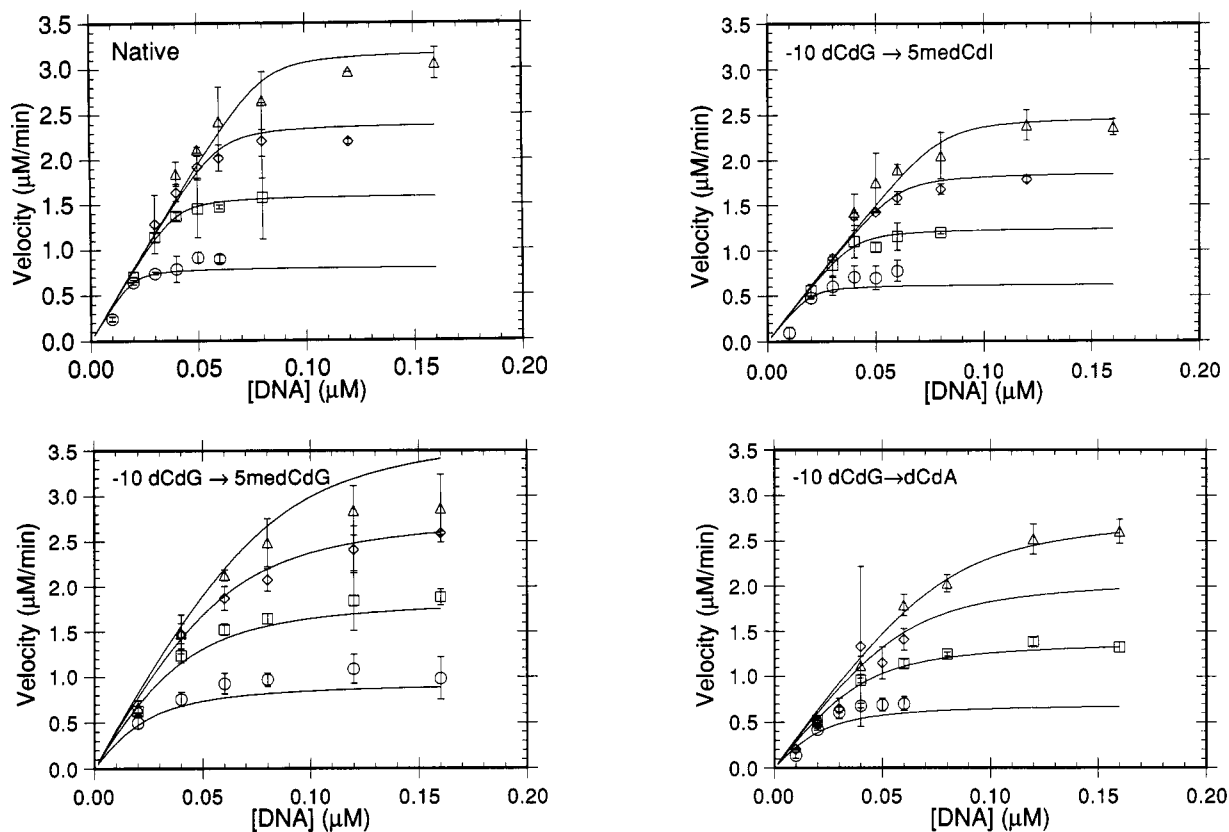 Native
Velocity (μM/min)
3.5
3.0
2.5
2.0
1.5
1.0
0.5
0.0
0.00 0.05 0.10 0.15 0.20
[DNA] (μM)
-10 dCdG → 5medCdI
Velocity (μM/min)
3.5
3.0
2.5
2.0
1.5
1.0
0.5
0.0
0.00 0.05 0.10 0.15 0.20
[DNA] (μM)
-10 dCdG → 5medCdG
Velocity (μM/min)
3.5
3.0
2.5
2.0
1.5
1.0
0.5
0.0
0.00 0.05 0.10 0.15 0.20
[DNA] (μM)
-10 dCdG→dCdA
Velocity (μM/min)
3.5
3.0
2.5
2.0
1.5
1.0
0.5
0.0
0.00 0.05 0.10 0.15 0.20
[DNA] (μM)